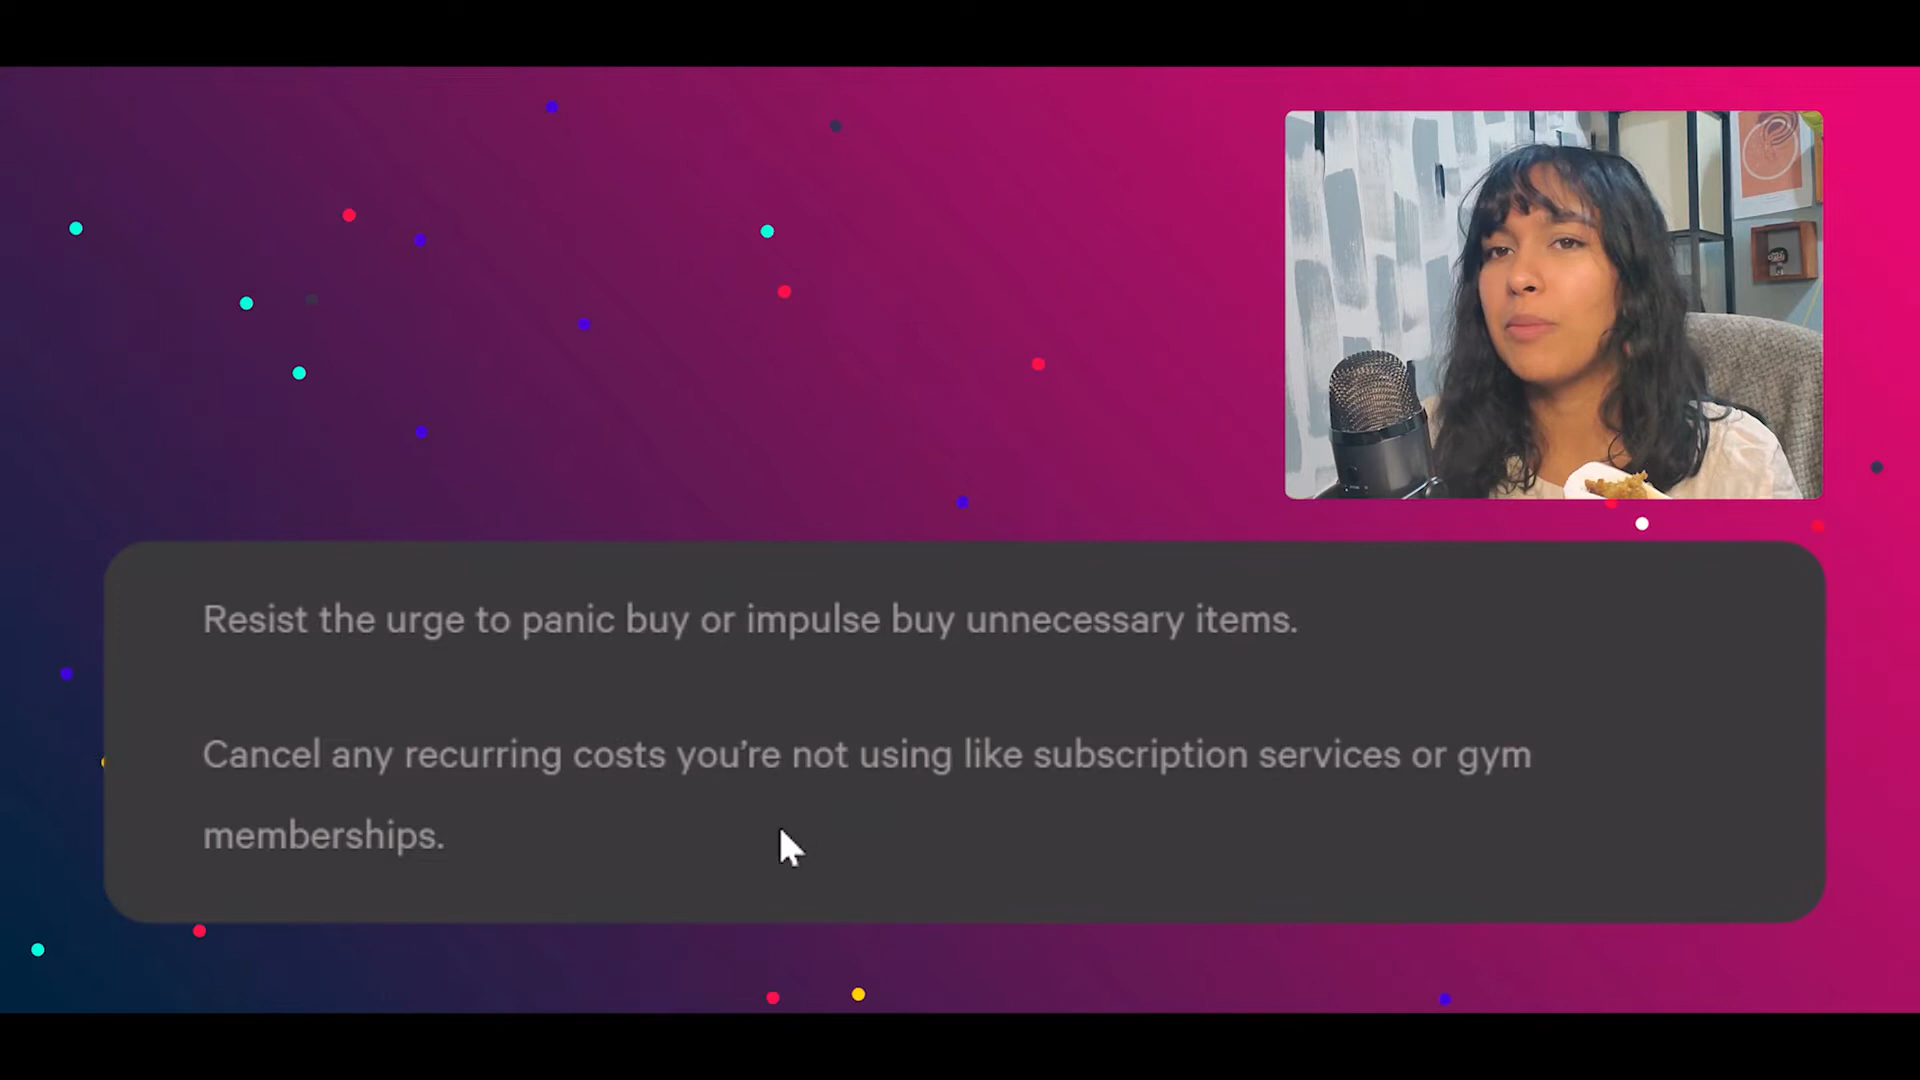 Resist the urge to panic buy or impulse buy unnecessary items.
Cancel any recurring costs you’re not using like subscription services or gym
memberships.